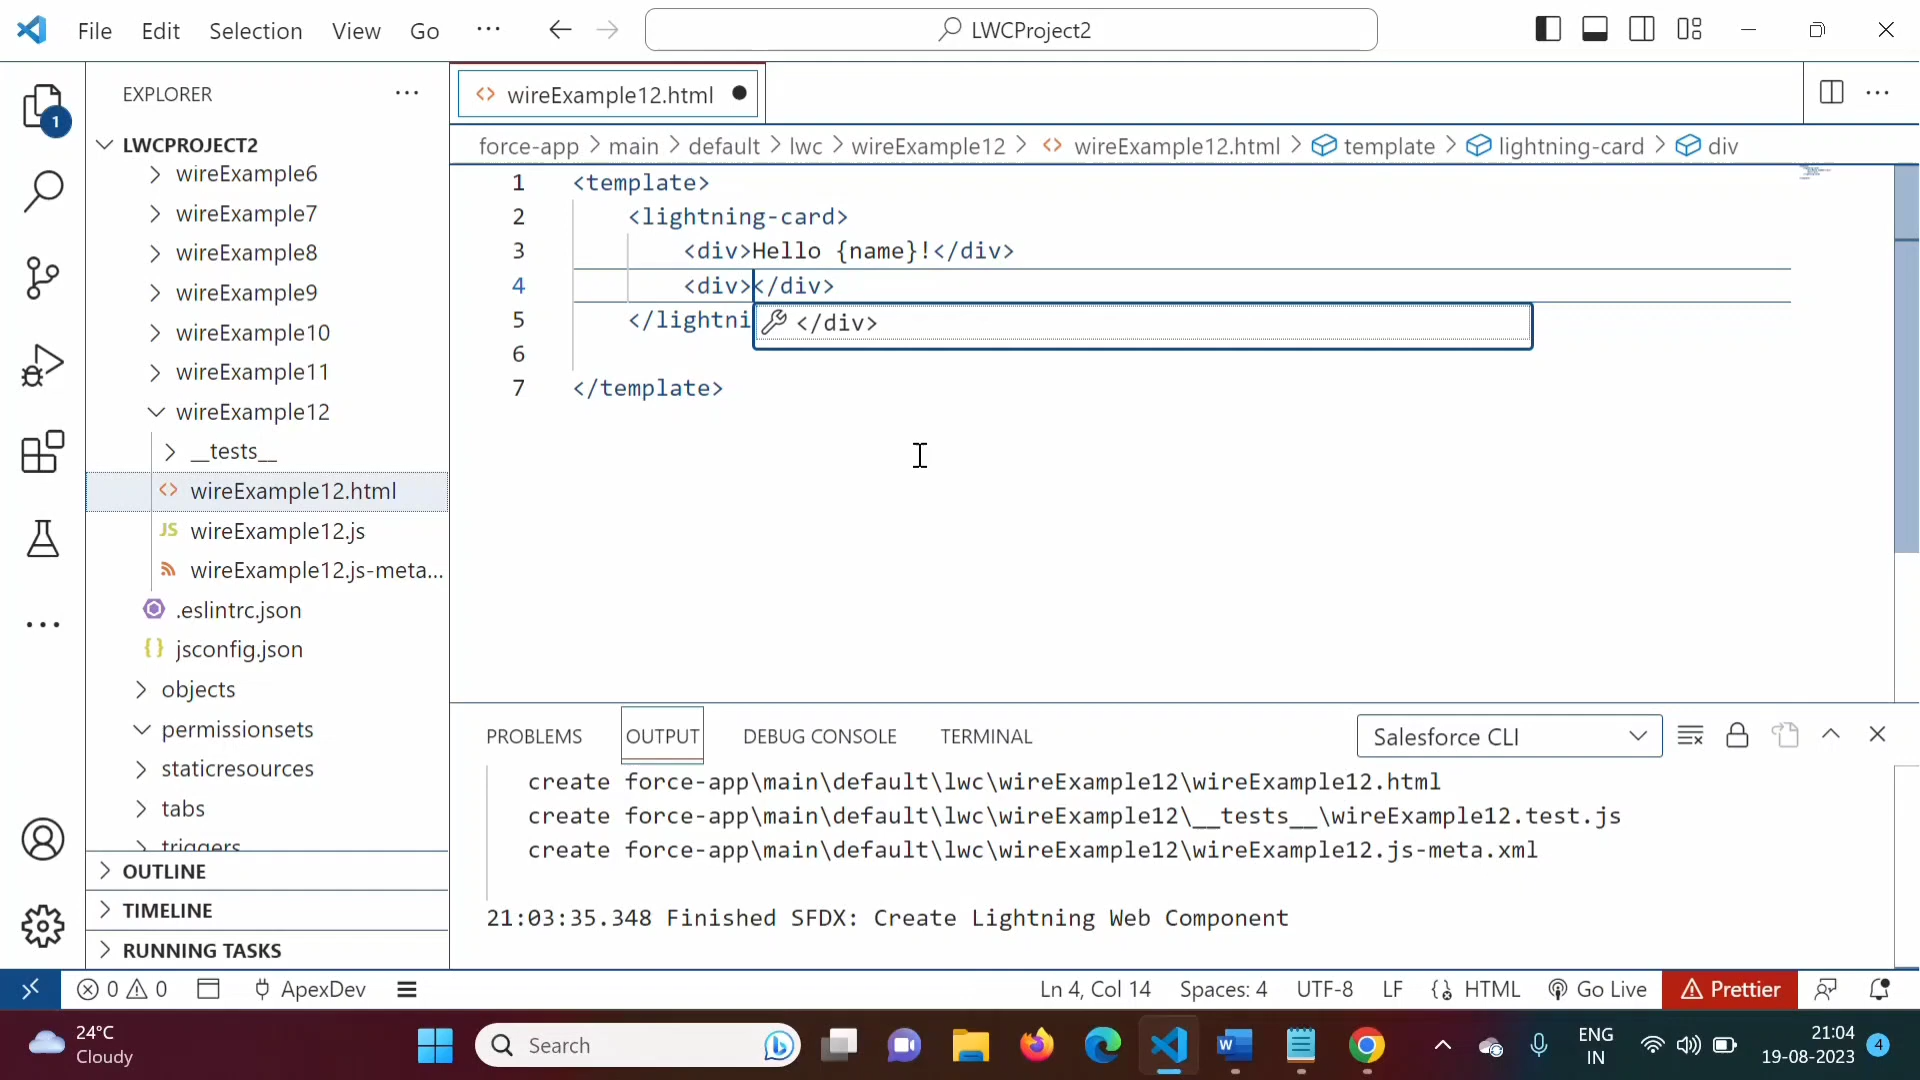 File Edit Selection View Go ··· LWCProject2
EXPLORER ···
wireExample12.html
force-app > main > default > lwc > wireExample12 > wireExample12.html > template > lightning-card > div
1
LWCPROJECT2
wireExample6
wireExample7
wireExample8
wireExample9
wireExample10
wireExample11
wireExample12
__tests__
wireExample12.html
wireExample12.js
wireExample12.js-meta...
.eslintrc.json
jsconfig.json
objects
permissionsets
staticresources
tabs
triggers
OUTLINE
TIMELINE
RUNNING TASKS
1 <template>
2 <lightning-card>
3 <div>Hello {name}!</div>
4 <div></div>
5 </lightni
</div>
6
7 </template>
PROBLEMS OUTPUT DEBUG CONSOLE TERMINAL Salesforce CLI
create force-app\main\default\lwc\wireExample12\wireExample12.html
create force-app\main\default\lwc\wireExample12\__tests__\wireExample12.test.js
create force-app\main\default\lwc\wireExample12\wireExample12.js-meta.xml
21:03:35.348 Finished SFDX: Create Lightning Web Component
0 0 ApexDev Ln 4, Col 14 Spaces: 4 UTF-8 LF HTML Go Live Prettier
24°C
Cloudy
Search
ENG
IN
21:04
19-08-2023
4